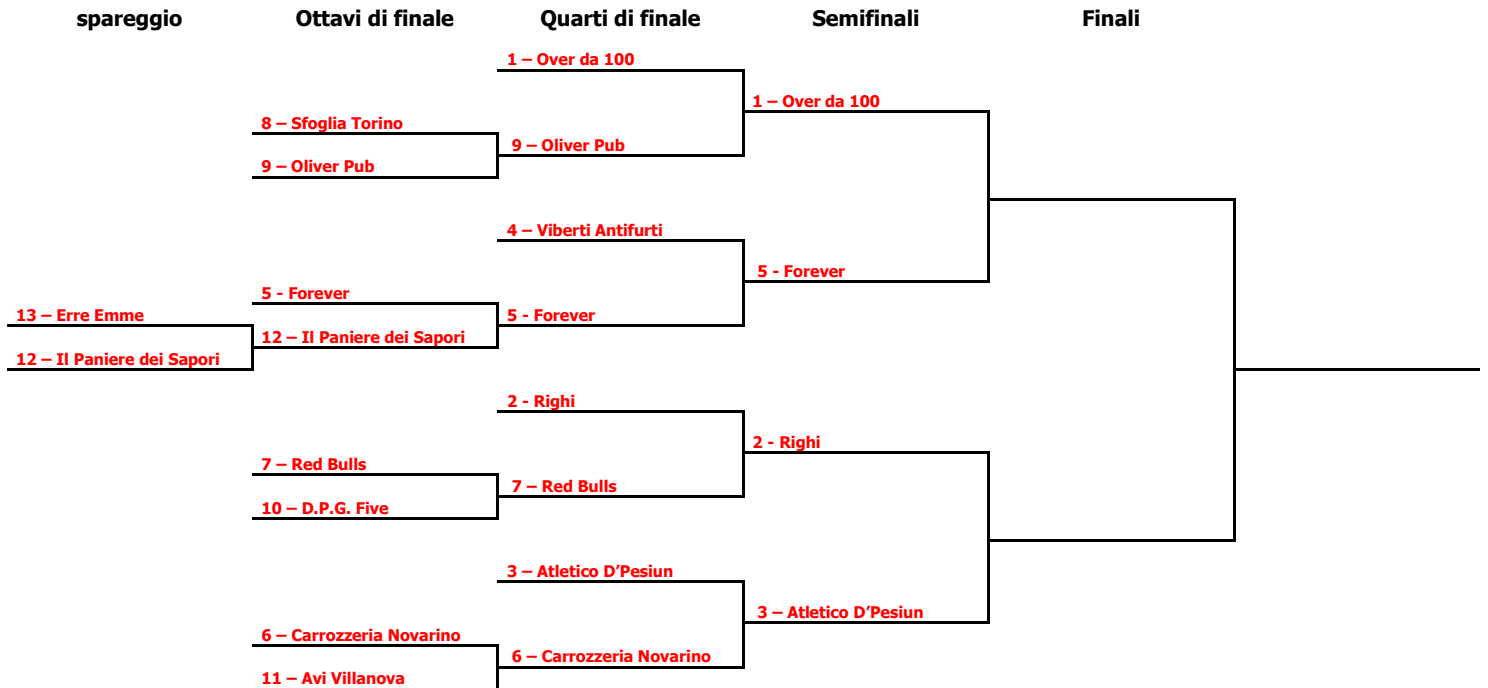 spareggio
Ottavi di finale
Quarti di finale
Semifinali
Finali
1 – Over da 100
1 – Over da 100
8 – Sfoglia Torino
9 – Oliver Pub
9 – Oliver Pub
4 – Viberti Antifurti
5 - Forever
5 - Forever
13 – Erre Emme
5 - Forever
12 – Il Paniere dei Sapori
12 – Il Paniere dei Sapori
2 - Righi
2 - Righi
7 – Red Bulls
7 – Red Bulls
10 – D.P.G. Five
3 – Atletico D’Pesiun
3 – Atletico D’Pesiun
6 – Carrozzeria Novarino
6 – Carrozzeria Novarino
11 – Avi Villanova